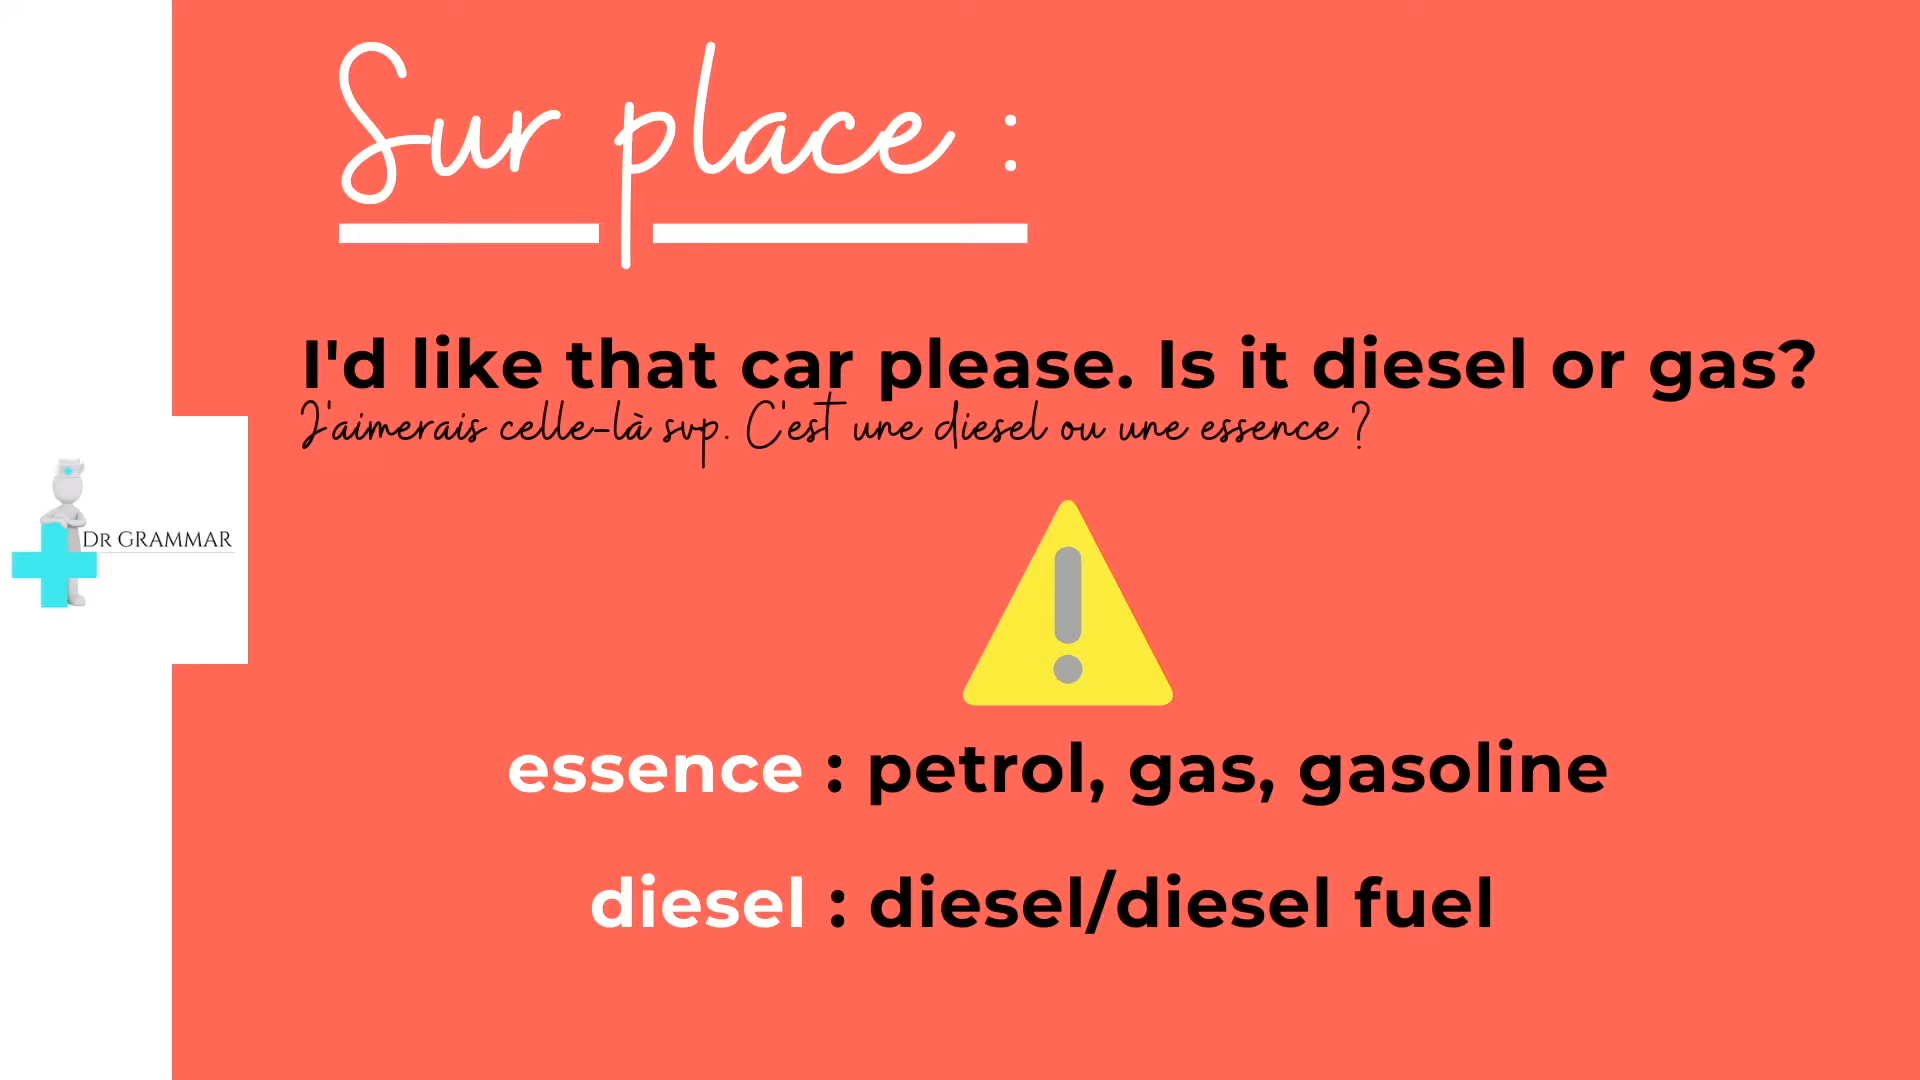 Sur place :
I'd like that car please. Is it diesel or gas?
J'aimerais celle-là svp. C'est une diesel ou une essence ?
DR GRAMMAR
essence : petrol, gas, gasoline
diesel : diesel/diesel fuel